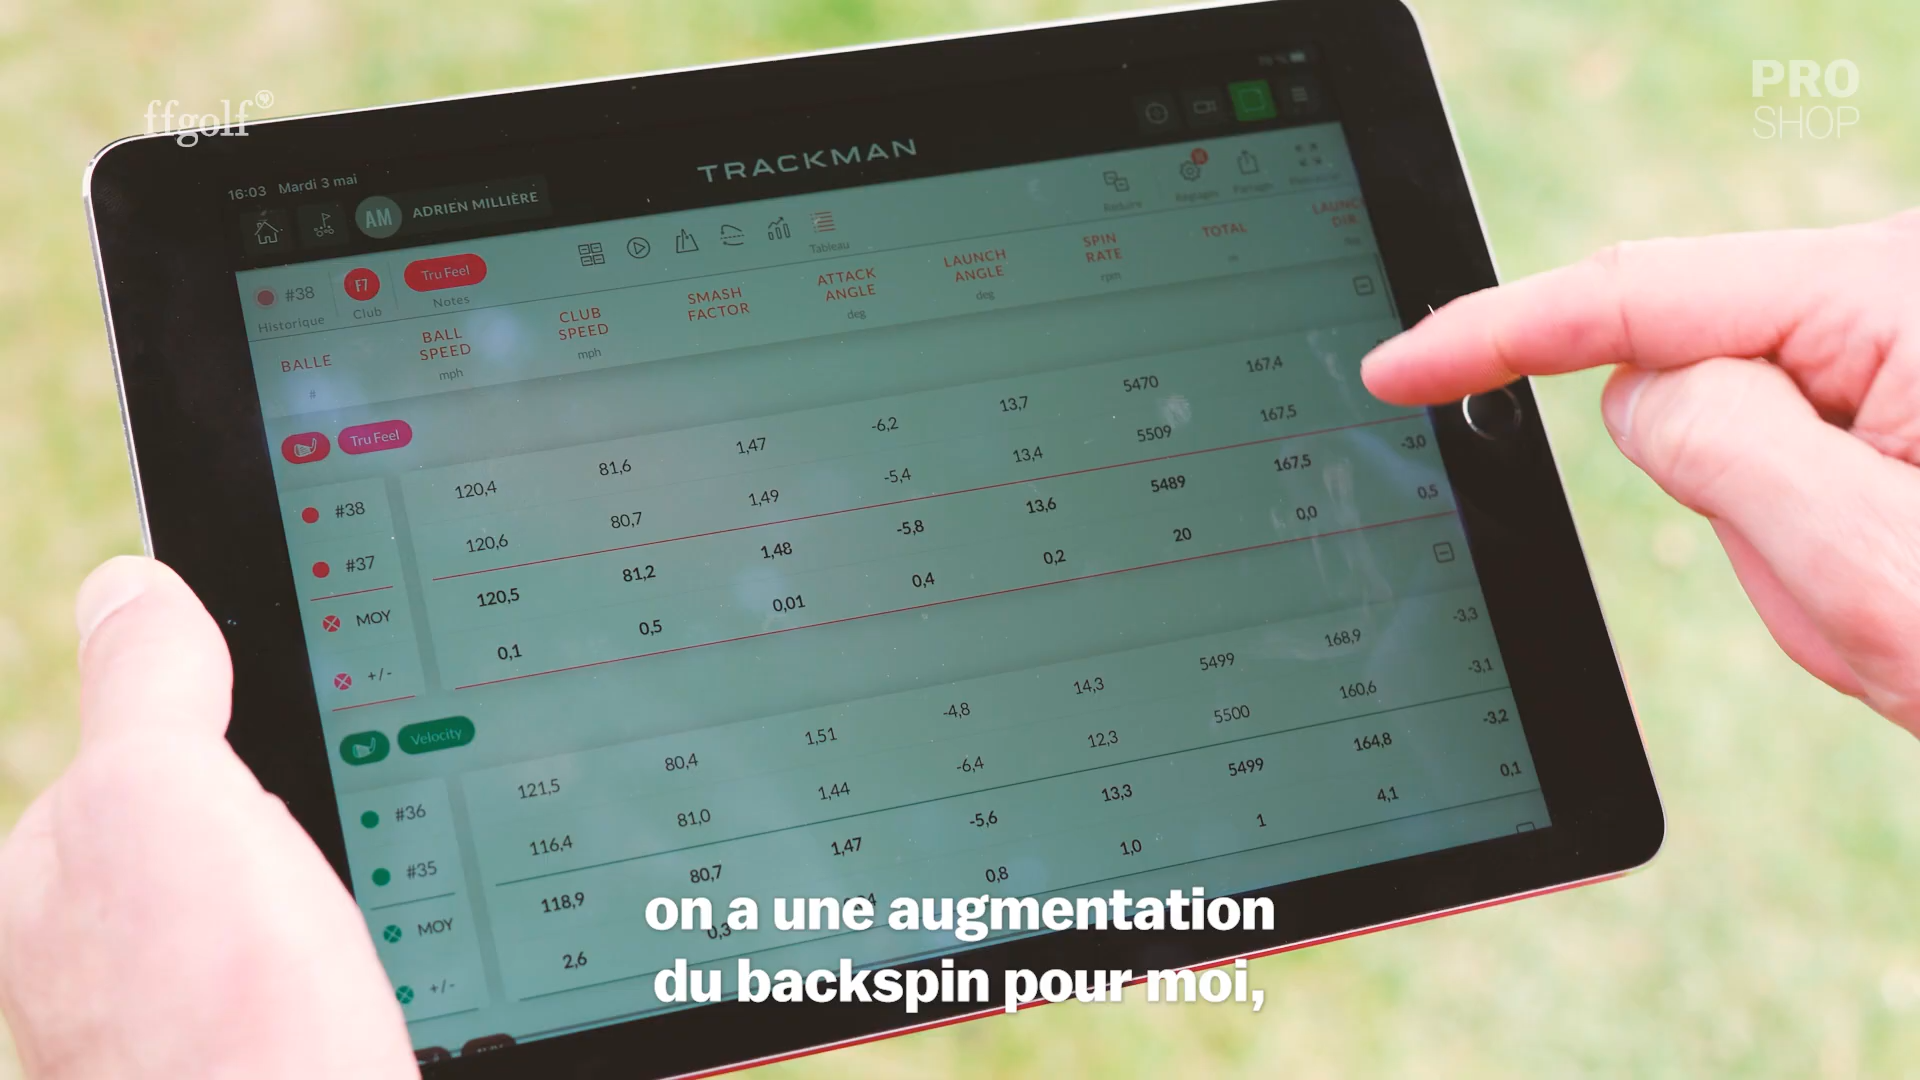 ffgolf
PRO
SHOP
16:03 Mardi 3 mai
AM ADRIEN MILLIÈRE
TRACKMAN
#38 F7 Tru Feel
Historique Club Notes
Tableau
Réduire Réglages Partager
BALLE BALL SPEED CLUB SPEED SMASH FACTOR ATTACK ANGLE LAUNCH ANGLE SPIN RATE TOTAL LAUNCH DIR.
# mph mph deg deg rpm m
Tru Feel
#38 120,4 81,6 1,47 -6,2 13,7 5470 167,4
#37 120,6 80,7 1,49 -5,4 13,4 5509 167,5
MOY 120,5 81,2 1,48 -5,8 13,6 5489 167,5 -3,0
+/- 0,1 0,5 0,01 0,4 0,2 20 0,0 0,5
Velocity
#36 121,5 80,4 1,51 -4,8 14,3 5499 168,9 -3,3
#35 116,4 81,0 1,44 -6,4 12,3 5500 160,6 -3,1
MOY 118,9 80,7 1,47 -5,6 13,3 5499 164,8 -3,2
+/- 2,6 0,3 0,8 1,0 1 4,1 0,1
on a une augmentation
du backspin pour moi,